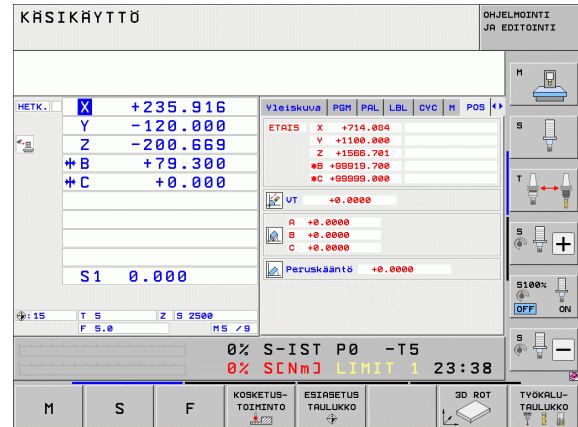 KÄSIKÄYTTÖ
OHJELMOINTI
JA EDITOINTI
HETK. X +235.916
Y -120.000
Z -200.669
B +79.300
C +0.000
S1 0.000
:15 T 5 Z S 2500
F 5.0 M5 /9
Yleiskuva PGM PAL LBL CYC M POS
ETAIS X +714.084
Y +1100.000
Z +1566.701
*B +99919.700
*C +99999.000
VT +0.0000
A +0.0000
B +0.0000
C +0.0000
Peruskääntö +0.0000
0% S-IST P0 -T5
0% S[Nm] LIMIT 1 23:38
M
S
T
S
S100%
OFF ON
S
M
S
F
KOSKETUS-
TOIMINTO
ESIASETUS
TAULUKKO
3D ROT
TYÖKALU-
TAULUKKO